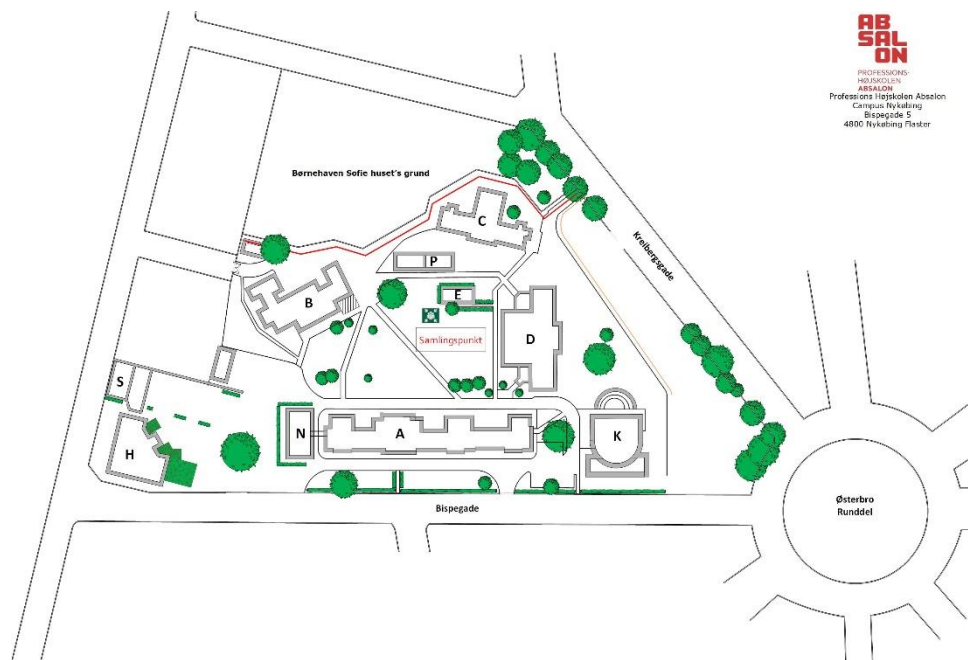 AB
SAL
ON
PROFESSIONS-
HØJSKOLEN
ABSALON
Professions Højskolen Absalon
Campus Nykøbing
Bispegade 5
4800 Nykøbing Flaster
Børnehaven Sofie huset's grund
C
Kreibergsgade
P
B
E
D
Samlingspunkt
S
N
A
K
H
Bispegade
Østerbro
Runddel